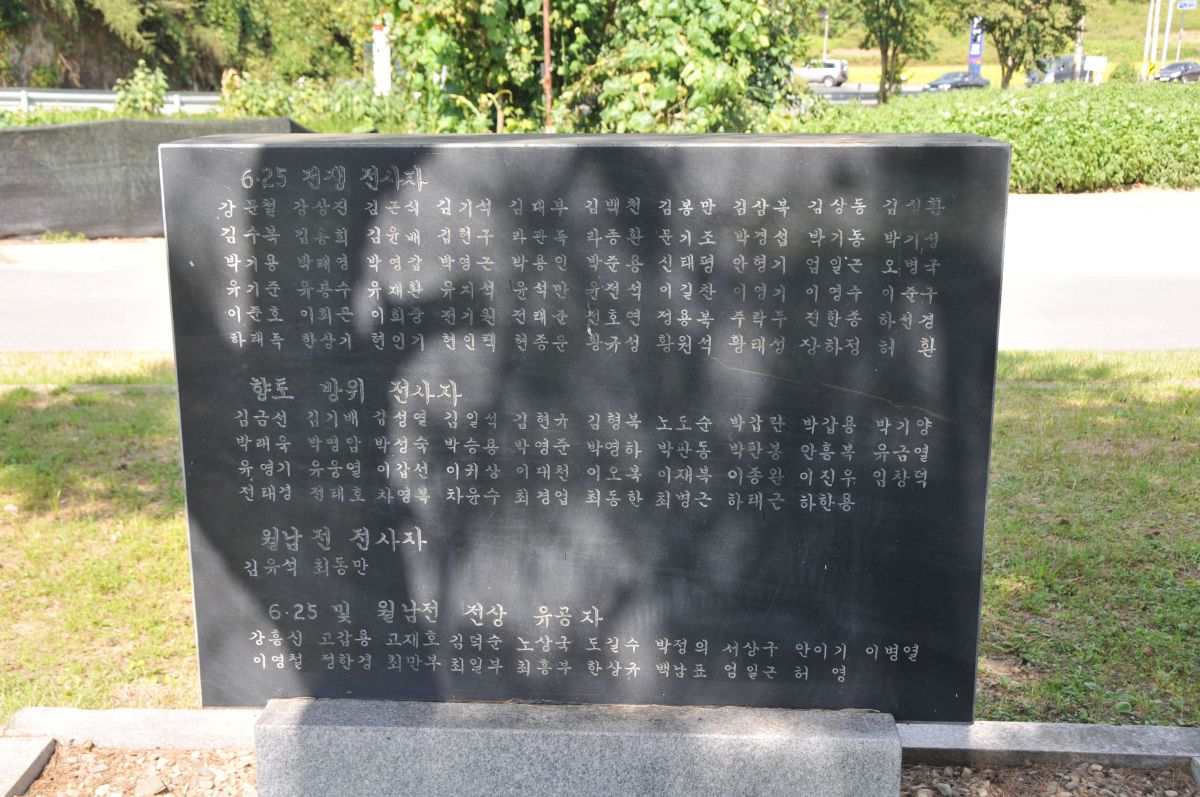 6·25 전쟁 전사자
강문철 강상진 김근식 김기석 김대부 김백천 김봉만 김삼복 김상동 김성환
김수복 김용희 김윤배 김현구 라판득 라종환 문기조 박경섭 박기동 박기성
박기용 박래영 박영갑 박영근 박용인 박준용 신태평 안형기 엄일근 오병국
유기준 유봉수 유재환 유지석 윤석만 윤전석 이길찬 이영기 이영수 이준구
이준호 이희곤 이희중 전기원 전태준 전호연 정용복 주락두 진한종 하선경
하태득 한상기 현인기 현인택 현종문 황규섬 황원석 황태성 장하정 허 환
향토 방위 전사자
김금선 김기배 김성열 김일석 김현규 김형복 노도순 박갑란 박갑용 박기양
박래욱 박명암 박성숙 박승용 박영준 박영하 박판동 박판봉 안흥복 유금열
유영기 유웅열 이갑선 이귀상 이대천 이오복 이재복 이종완 이진우 임창덕
전태경 정태호 차영복 차윤수 최경업 최동한 최병근 하태근 하한용
월남전 전사자
김유석 최동만
6·25 및 월남전 전상 유공자
강흥신 고갑용 고재호 김덕순 노상국 도길수 박점의 서상구 안이기 이병열
이영철 정한경 최만부 최일부 최흥부 한상규 백남표 엄일근 허 영